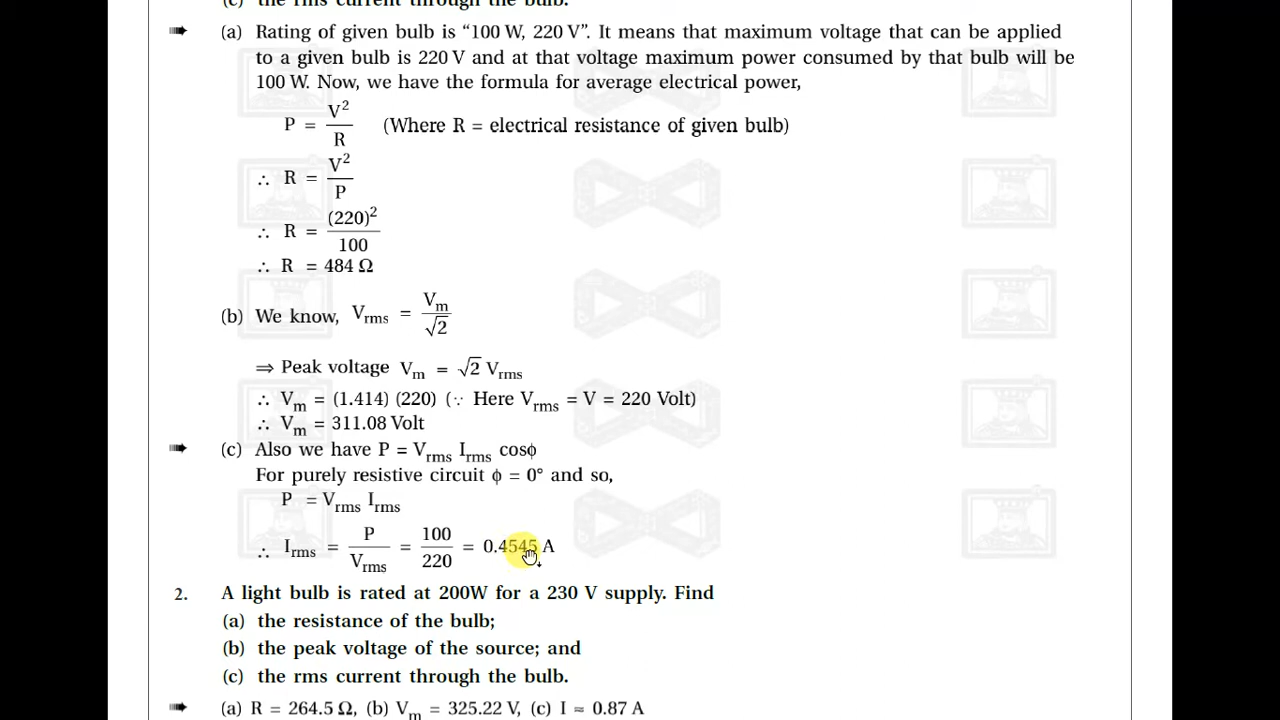 (c) the rms current through the bulb.
➠ (a) Rating of given bulb is “100 W, 220 V”. It means that maximum voltage that can be applied
to a given bulb is 220 V and at that voltage maximum power consumed by that bulb will be
100 W. Now, we have the formula for average electrical power,
P = V²/R (Where R = electrical resistance of given bulb)
∴ R = V²/P
∴ R = (220)²/100
∴ R = 484 Ω
(b) We know, Vrms = Vm/√2
⇒ Peak voltage Vm = √2 Vrms
∴ Vm = (1.414) (220) (∵ Here Vrms = V = 220 Volt)
∴ Vm = 311.08 Volt
➠ (c) Also we have P = Vrms Irms cosϕ
For purely resistive circuit ϕ = 0° and so,
P = Vrms Irms
∴ Irms = P/Vrms = 100/220 = 0.4545 A
2. A light bulb is rated at 200W for a 230 V supply. Find
(a) the resistance of the bulb;
(b) the peak voltage of the source; and
(c) the rms current through the bulb.
➠ (a) R = 264.5 Ω, (b) Vm = 325.22 V, (c) I = 0.87 A